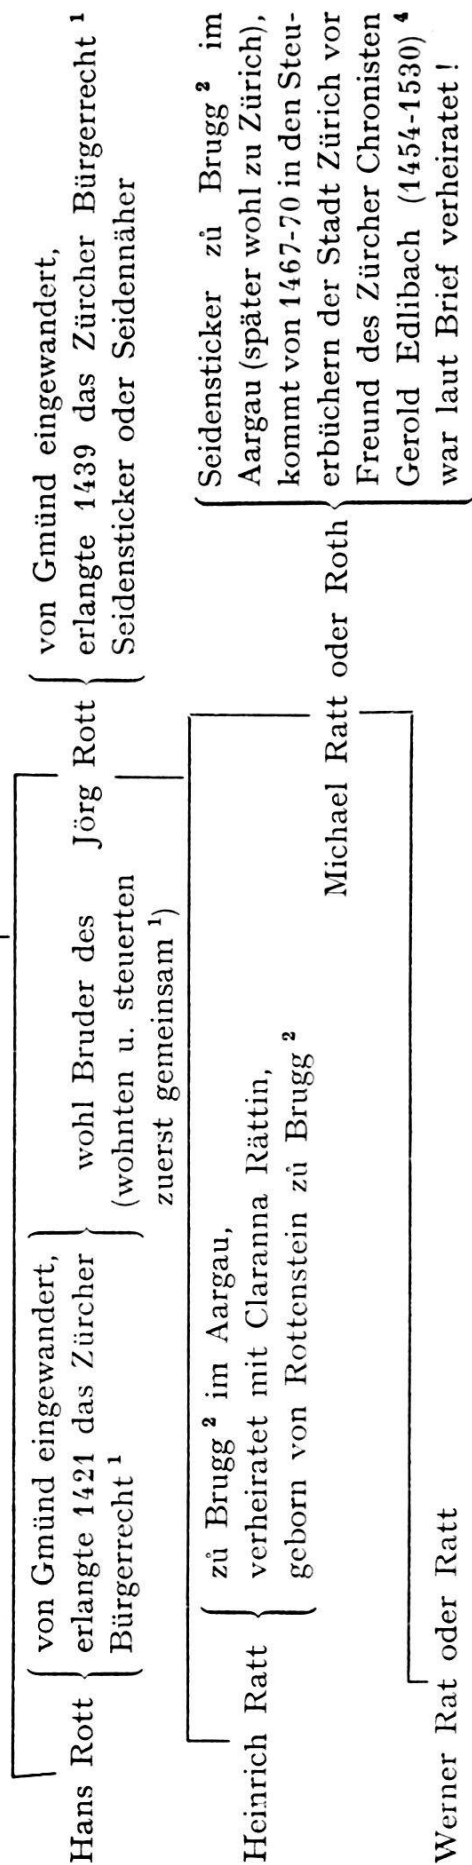 Hans Rott
von Gmünd eingewandert,
erlangte 1421 das Zürcher
Bürgerrecht ¹
wohl Bruder des
(wohnten u. steuerten
zuerst gemeinsam ¹)
Jörg Rott
von Gmünd eingewandert,
erlangte 1439 das Zürcher Bürgerrecht ¹
Seidensticker oder Seidennäher
Heinrich Ratt
zů Brugg ² im Aargau,
verheiratet mit Claranna Rättin,
geborn von Rottenstein zů Brugg ²
Michael Ratt oder Roth
Seidensticker zů Brugg ² im
Aargau (später wohl zu Zürich),
kommt von 1467-70 in den Steu-
erbüchern der Stadt Zürich vor
Freund des Zürcher Chronisten
Gerold Edlibach (1454-1530) ⁴
war laut Brief verheiratet !
Werner Rat oder Ratt